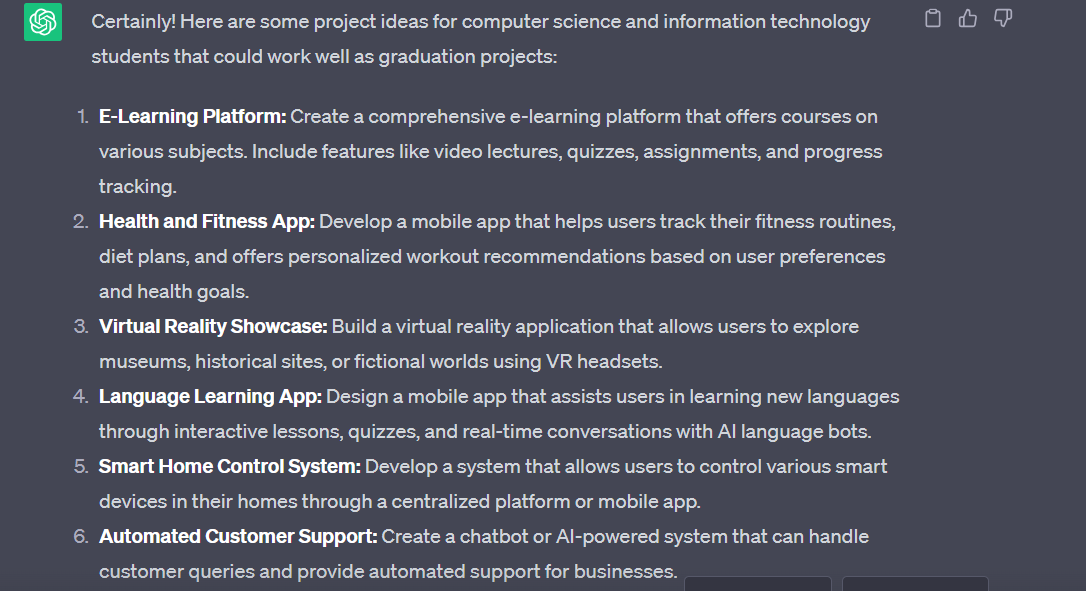 Certainly! Here are some project ideas for computer science and information technology
students that could work well as graduation projects:
1. E-Learning Platform: Create a comprehensive e-learning platform that offers courses on
various subjects. Include features like video lectures, quizzes, assignments, and progress
tracking.
2. Health and Fitness App: Develop a mobile app that helps users track their fitness routines,
diet plans, and offers personalized workout recommendations based on user preferences
and health goals.
3. Virtual Reality Showcase: Build a virtual reality application that allows users to explore
museums, historical sites, or fictional worlds using VR headsets.
4. Language Learning App: Design a mobile app that assists users in learning new languages
through interactive lessons, quizzes, and real-time conversations with AI language bots.
5. Smart Home Control System: Develop a system that allows users to control various smart
devices in their homes through a centralized platform or mobile app.
6. Automated Customer Support: Create a chatbot or AI-powered system that can handle
customer queries and provide automated support for businesses.